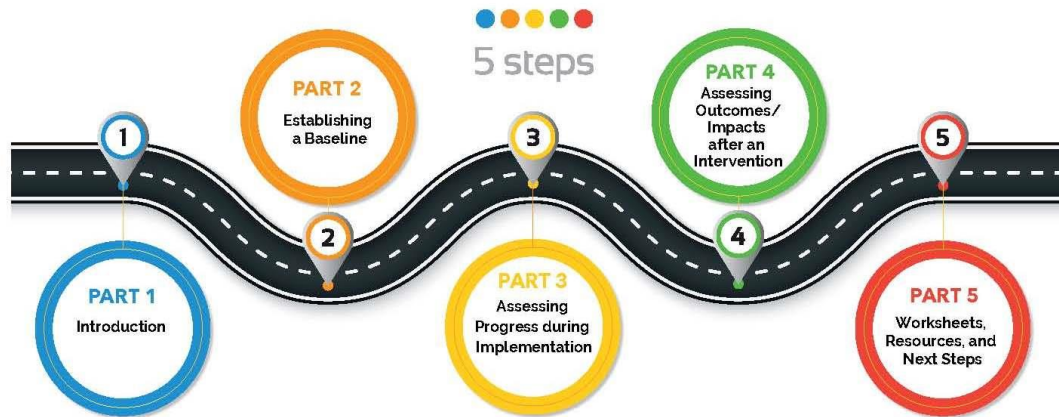 5 steps
1
PART 1
Introduction
2
PART 2
Establishing
a Baseline
3
PART 3
Assessing
Progress during
Implementation
4
PART 4
Assessing
Outcomes/
Impacts
after an
Intervention
5
PART 5
Worksheets,
Resources, and
Next Steps